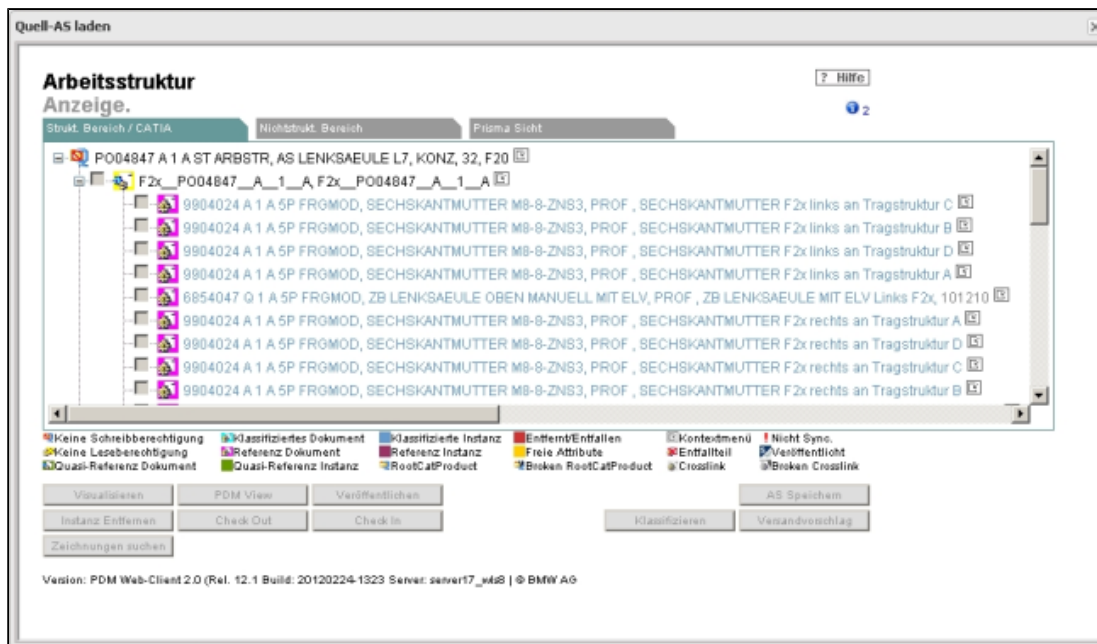 Quell-AS laden
Arbeitsstruktur
? Hilfe
Anzeige.
2
Strukt. Bereich / CATIA Nichtstrukt. Bereich Prisma Sicht
PO04847 A 1 A ST ARBSTR, AS LENKSAEULE L7, KONZ, 32, F20
F2x__PO04847__A__1__A, F2x__PO04847__A__1__A
9904024 A 1 A 5P FRGMOD, SECHSKANTMUTTER M8-8-ZNS3, PROF , SECHSKANTMUTTER F2x links an Tragstruktur C
9904024 A 1 A 5P FRGMOD, SECHSKANTMUTTER M8-8-ZNS3, PROF , SECHSKANTMUTTER F2x links an Tragstruktur B
9904024 A 1 A 5P FRGMOD, SECHSKANTMUTTER M8-8-ZNS3, PROF , SECHSKANTMUTTER F2x links an Tragstruktur D
9904024 A 1 A 5P FRGMOD, SECHSKANTMUTTER M8-8-ZNS3, PROF , SECHSKANTMUTTER F2x links an Tragstruktur A
6854047 Q 1 A 5P FRGMOD, ZB LENKSAEULE OBEN MANUELL MIT ELV, PROF , ZB LENKSAEULE MIT ELV Links F2x, 101210
9904024 A 1 A 5P FRGMOD, SECHSKANTMUTTER M8-8-ZNS3, PROF , SECHSKANTMUTTER F2x rechts an Tragstruktur A
9904024 A 1 A 5P FRGMOD, SECHSKANTMUTTER M8-8-ZNS3, PROF , SECHSKANTMUTTER F2x rechts an Tragstruktur D
9904024 A 1 A 5P FRGMOD, SECHSKANTMUTTER M8-8-ZNS3, PROF , SECHSKANTMUTTER F2x rechts an Tragstruktur C
9904024 A 1 A 5P FRGMOD, SECHSKANTMUTTER M8-8-ZNS3, PROF , SECHSKANTMUTTER F2x rechts an Tragstruktur B
Keine Schreibberechtigung Klassifiziertes Dokument Klassifizierte Instanz Entfernt/Entfallen Kontextmenü Nicht Sync.
Keine Leseberechtigung Referenz Dokument Referenz Instanz Freie Attribute Entfallteil Veröffentlicht
Quasi-Referenz Dokument Quasi-Referenz Instanz RootCatProduct Broken RootCatProduct Crosslink Broken Crosslink
Visualisieren PDM View Veröffentlichen AS Speichern
Instanz Entfernen Check Out Check In Klassifizieren Versandvorschlag
Zeichnungen suchen
Version: PDM Web-Client 2.0 (Rel. 12.1 Build: 20120224-1323 Server: server17_wls8 | © BMW AG